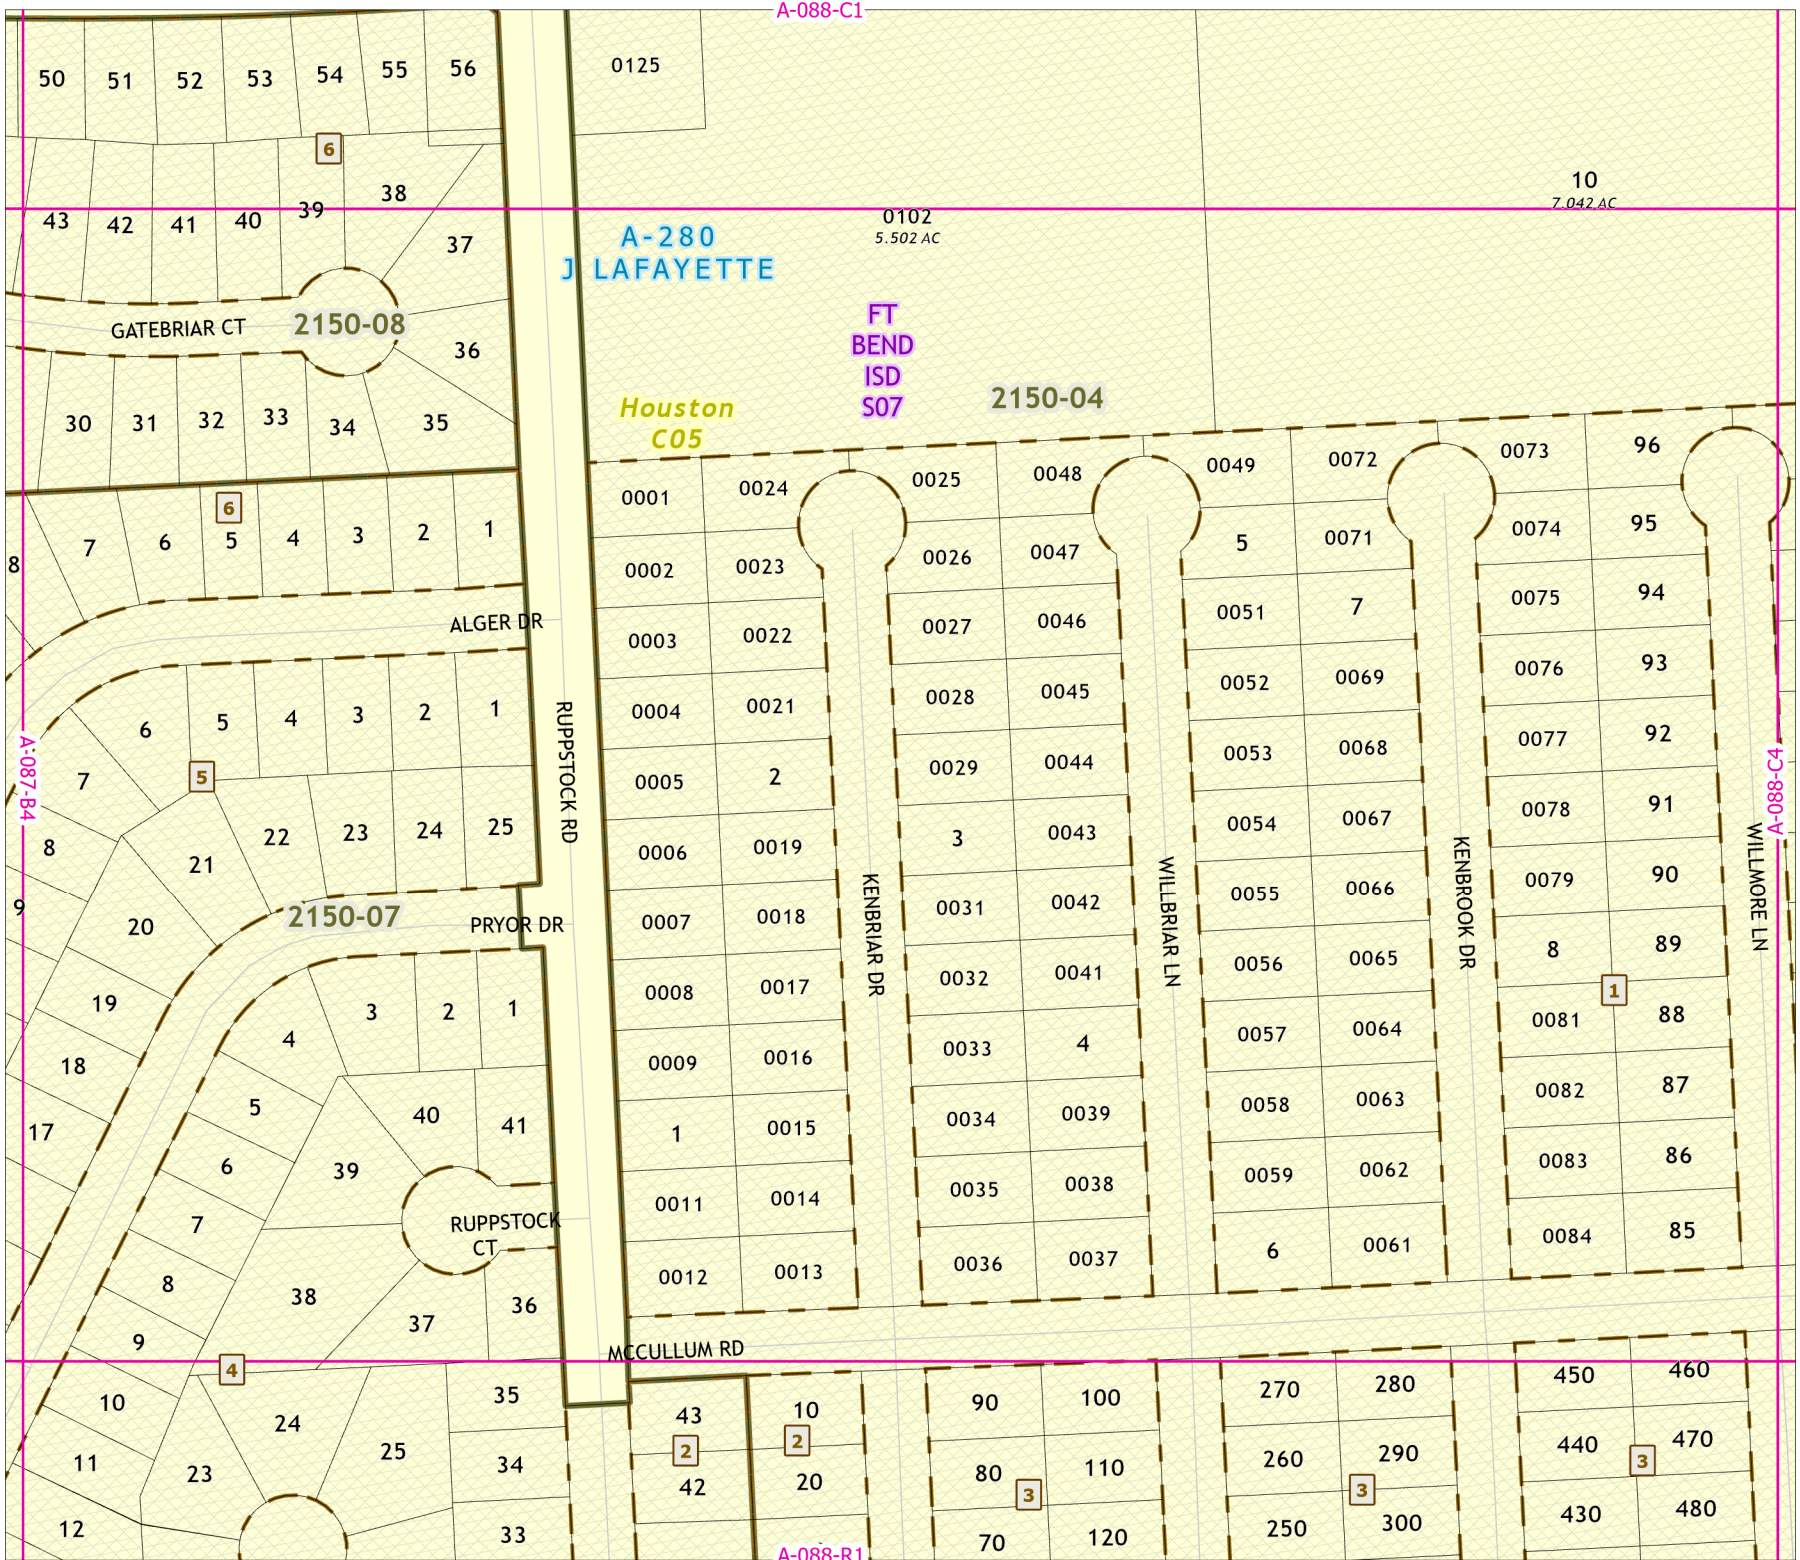 A-088-C1
50 51 52 53 54 55 56 0125
6
43 42 41 40 39 38 37
10
7.042 AC
0102
5.502 AC
A-280
J LAFAYETTE
GATEBRIAR CT
2150-08
36
FT
BEND
ISD
S07
Houston
C05
2150-04
30 31 32 33 34 35
6
8 7 6 5 4 3 2 1
ALGER DR
6 5 4 3 2 1
7
5
8
22 23 24 25
21
9
20
2150-07
PRYOR DR
19
18
17
4 3 2 1
5
6
7
8
9
10
11
12
40 41
39
RUPPSTOCK
CT
38
37
36
4
35
24
25
23
34
33
A-087-B4
RUPPSTOCK RD
0001 0024
0002 0023
0003 0022
0004 0021
0005 2
0006 0019
0007 0018
0008 0017
0009 0016
1 0015
0011 0014
0012 0013
KENBRIAR DR
0025 0048
0026 0047
0027 0046
0028 0045
0029 0044
3 0043
0031 0042
0032 0041
0033 4
0034 0039
0035 0038
0036 0037
WILLBRIAR LN
0049 0072
5 0071
0051 7
0052 0069
0053 0068
0054 0067
0055 0066
0056 0065
0057 0064
0058 0063
0059 0062
6 0061
KENBROOK DR
0073 96
0074 95
0075 94
0076 93
0077 92
0078 91
0079 90
8 89
1
0081 88
0082 87
0083 86
0084 85
WILLMORE LN
A-088-C4
MCCULLUM RD
43 10 90 100 270 280 450 460
2 2
42 20 80 110 260 290 440 470
3 3 3
70 120 250 300 430 480
A-088-R1